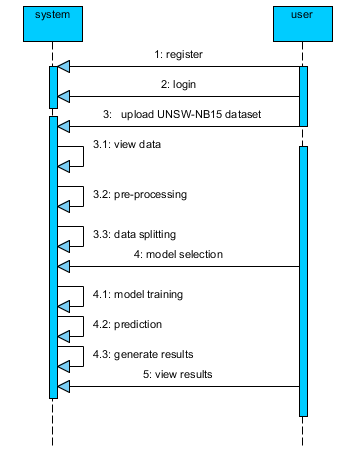 system user
1: register
2: login
3: upload UNSW-NB15 dataset
3.1: view data
3.2: pre-processing
3.3: data splitting
4: model selection
4.1: model training
4.2: prediction
4.3: generate results
5: view results